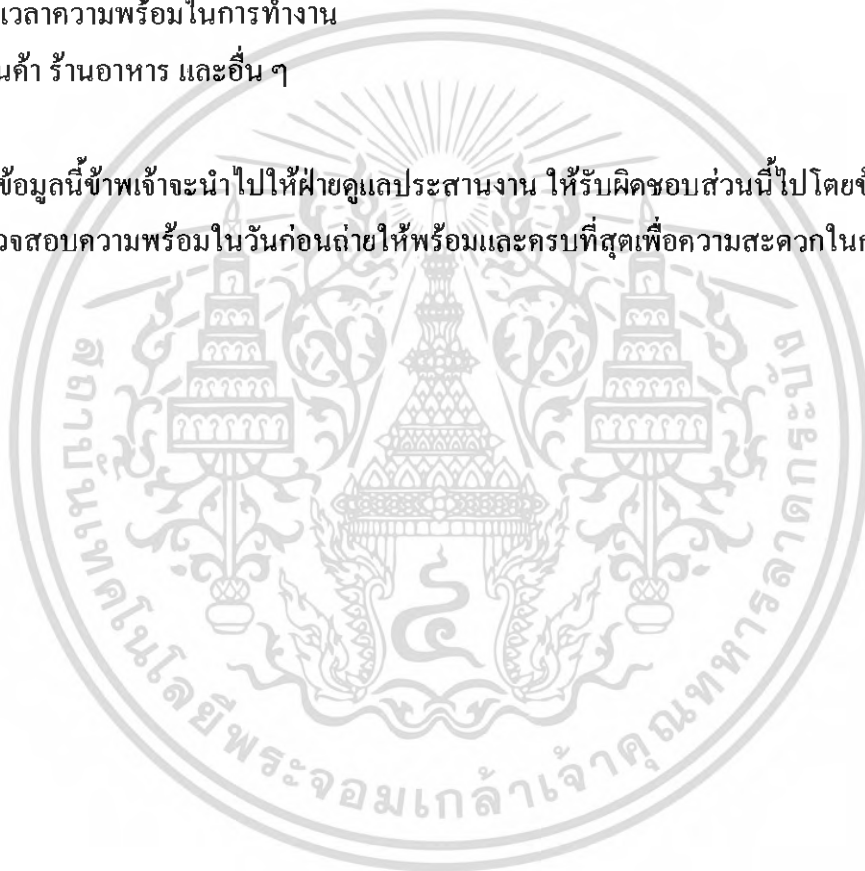 เวลาความพร้อมในการทำงาน
นค้า ร้านอาหาร และอื่น ๆ
ข้อมูลนี้ข้าพเจ้าจะนำไปให้ฝ่ายดูแลประสานงาน ให้รับผิดชอบส่วนนี้ไปโดย
วจสอบความพร้อมในวันก่อนถ่ายให้พร้อมและครบที่สุดเพื่อความสะดวกใน
สถาบันเทคโนโลยีพระจอมเกล้าเจ้าคุณทหารลาดกระบัง
๔